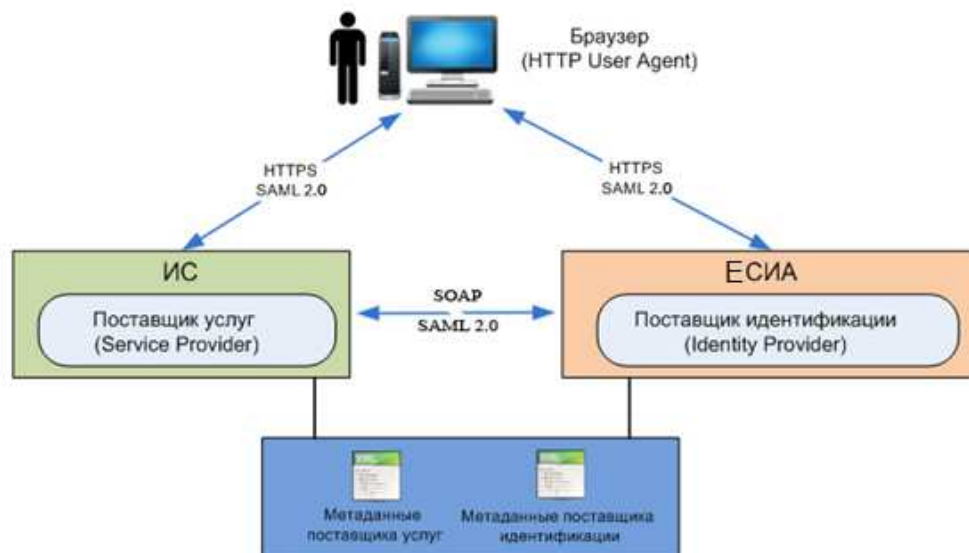 Браузер
(HTTP User Agent)
HTTPS
SAML 2.0
HTTPS
SAML 2.0
ИС
Поставщик услуг
(Service Provider)
SOAP
SAML 2.0
ЕСИА
Поставщик идентификации
(Identity Provider)
Метаданные
поставщика услуг
Метаданные поставщика
идентификации